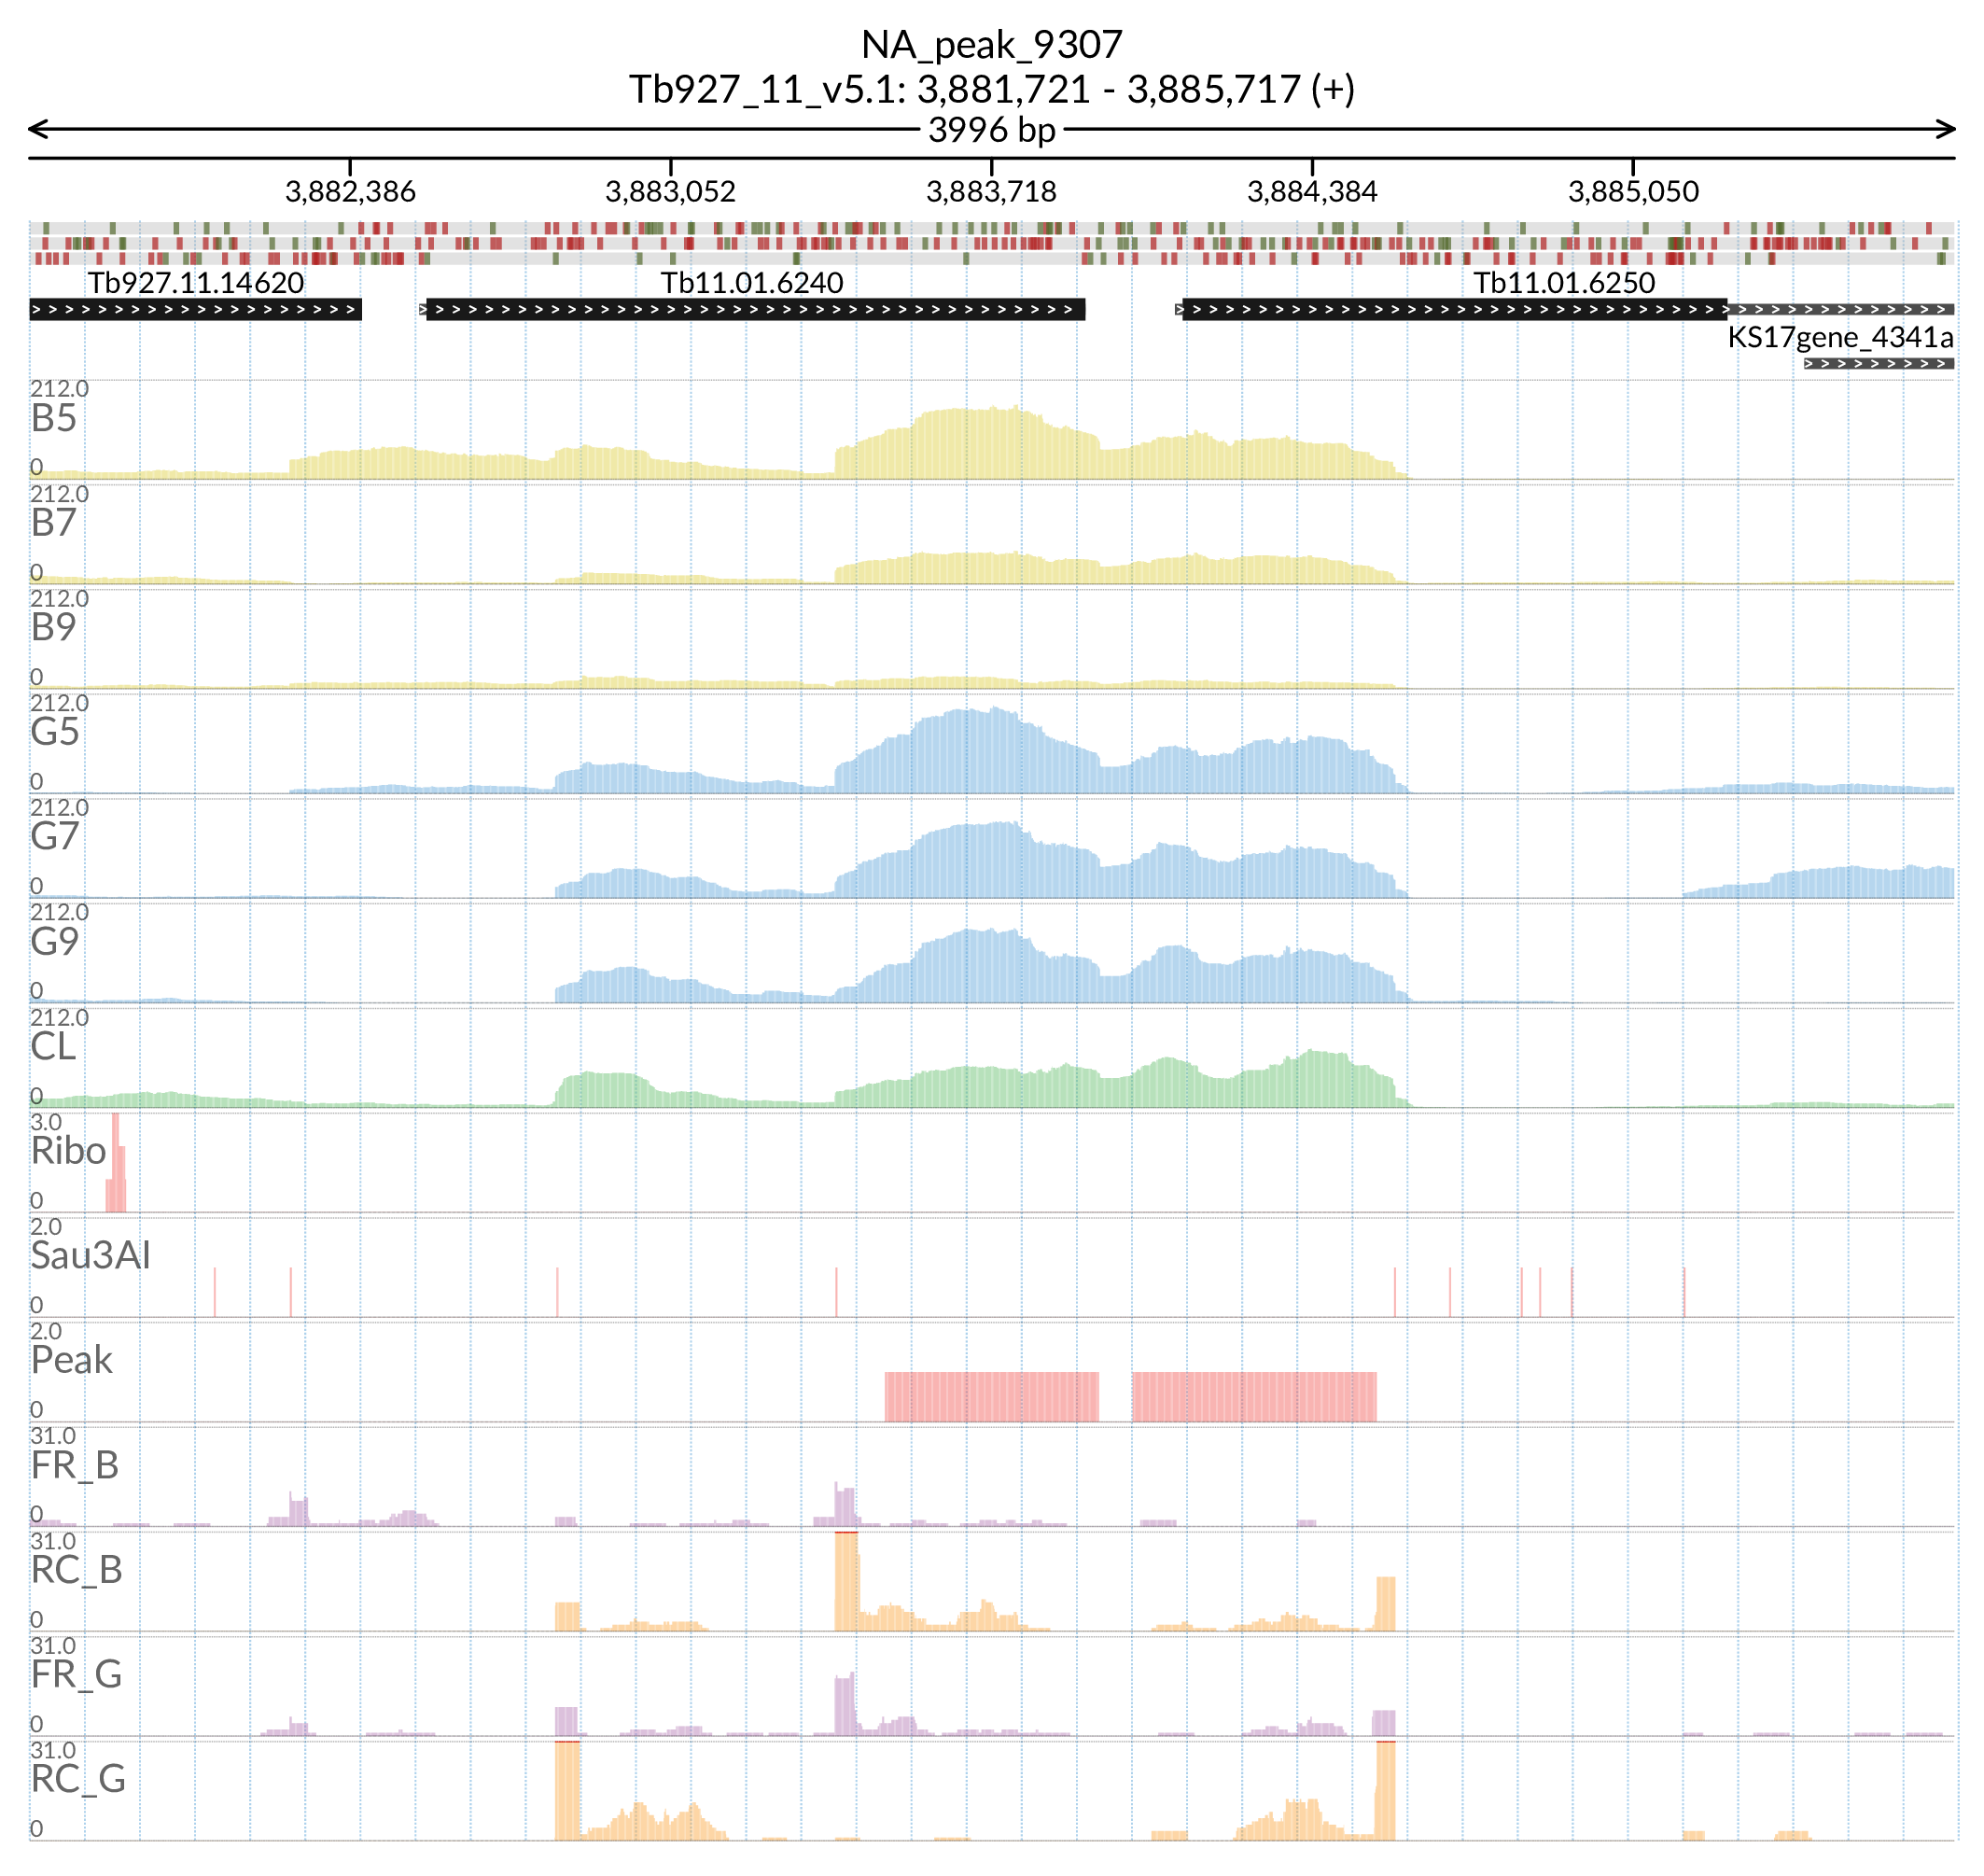 NA_peak_9307
Tb927_11_v5.1: 3,881,721 - 3,885,717 (+)
3996 bp
3,882,386 3,883,052 3,883,718 3,884,384 3,885,050
Tb927.11.14620 Tb11.01.6240 Tb11.01.6250
KS17gene_4341a
212.0
B5
0
212.0
B7
0
212.0
B9
0
212.0
G5
0
212.0
G7
0
212.0
G9
0
212.0
CL
0
3.0
Ribo
0
2.0
Sau3AI
0
2.0
Peak
0
31.0
FR_B
0
31.0
RC_B
0
31.0
FR_G
0
31.0
RC_G
0